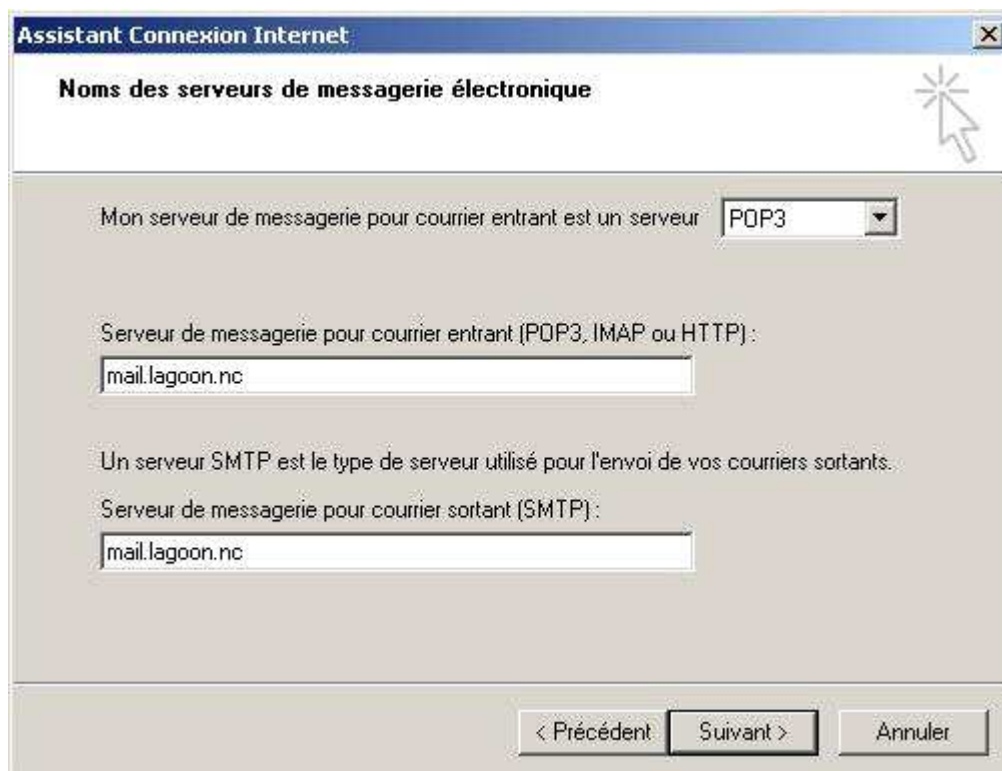 Assistant Connexion Internet
Noms des serveurs de messagerie électronique
Mon serveur de messagerie pour courrier entrant est un serveur POP3
Serveur de messagerie pour courrier entrant (POP3, IMAP ou HTTP) :
mail.lagoon.nc
Un serveur SMTP est le type de serveur utilisé pour l'envoi de vos courriers sortants.
Serveur de messagerie pour courrier sortant (SMTP) :
mail.lagoon.nc
< Précédent Suivant > Annuler